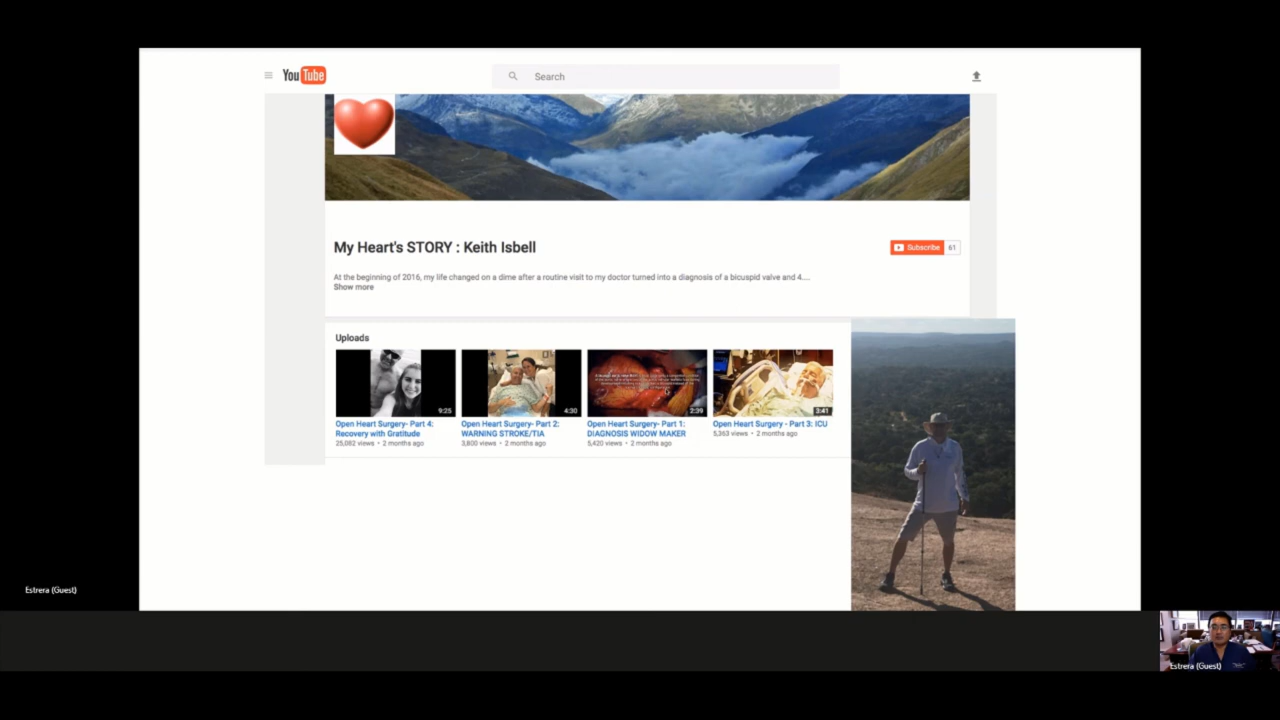 YouTube
Search
My Heart's STORY : Keith Isbell
Subscribe 61
At the beginning of 2016, my life changed on a dime after a routine visit to my doctor turned into a diagnosis of a bicuspid valve and 4....
Show more
Uploads
9:25
4:30
2:39
3:41
Open Heart Surgery- Part 4:
Recovery with Gratitude
25,082 views • 2 months ago
Open Heart Surgery- Part 2:
WARNING STROKE/TIA
3,800 views • 2 months ago
Open Heart Surgery- Part 1:
DIAGNOSIS WIDOW MAKER
5,420 views • 2 months ago
Open Heart Surgery - Part 3: ICU
5,363 views • 2 months ago
Estrera (Guest)
Estrera (Guest)